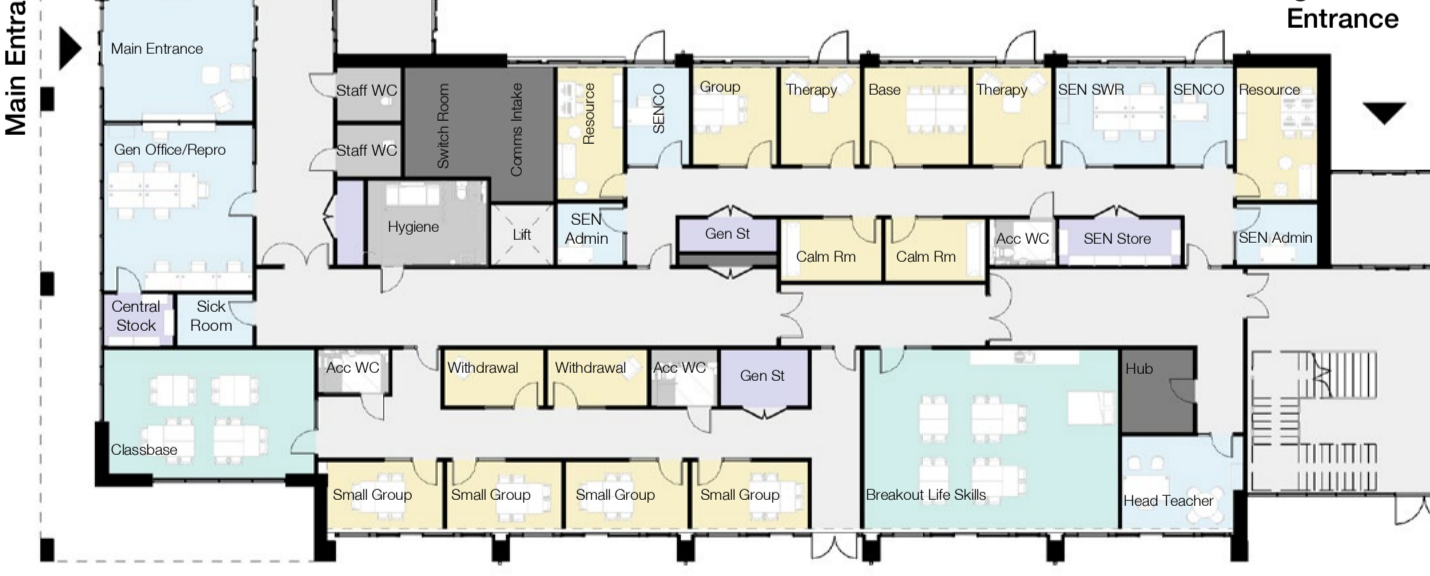 Main Entra
Entrance
Main Entrance
Staff WC
Switch Room
Comms Intake
Resource
SENCO
Group
Therapy
Base
Therapy
SEN SWR
SENCO
Resource
Gen Office/Repro
Staff WC
Hygiene
Lift
SEN
Admin
Gen St
Calm Rm
Calm Rm
Acc WC
SEN Store
SEN Admin
Central
Stock
Sick
Room
Acc WC
Withdrawal
Withdrawal
Acc WC
Gen St
Hub
Classbase
Small Group
Small Group
Small Group
Small Group
Breakout Life Skills
Head Teacher